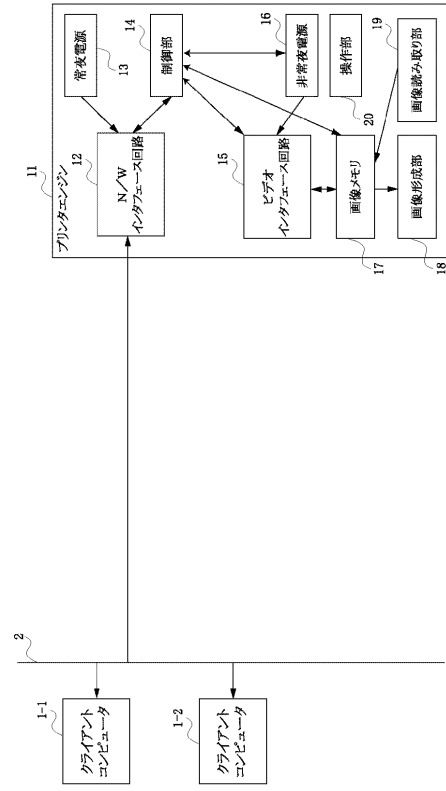 1-1
クライアント
コンピュータ
1-2
クライアント
コンピュータ
2
11
プリンタエンジン
12
N／W
インタフェース回路
常夜電源
13
14
制御部
15
ビデオ
インタフェース回路
16
非常夜電源
操作部
20
画像メモリ
17
画像形成部
18
19
画像読み取り部